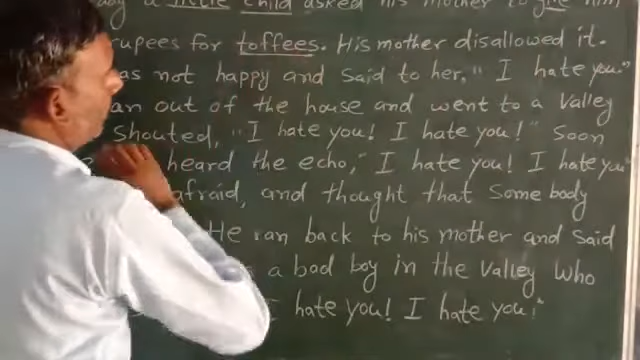 a little child asked his mother to give him
rupees for toffees. His mother disallowed it.
as not happy and said to her, "I hate you."
an out of the house and went to a valley
Shouted, "I hate you! I hate you!" Soon
heard the echo, "I hate you! I hate you"
afraid, and thought that some body
He ran back to his mother and said
a bad boy in the valley who
I hate you! I hate you!"